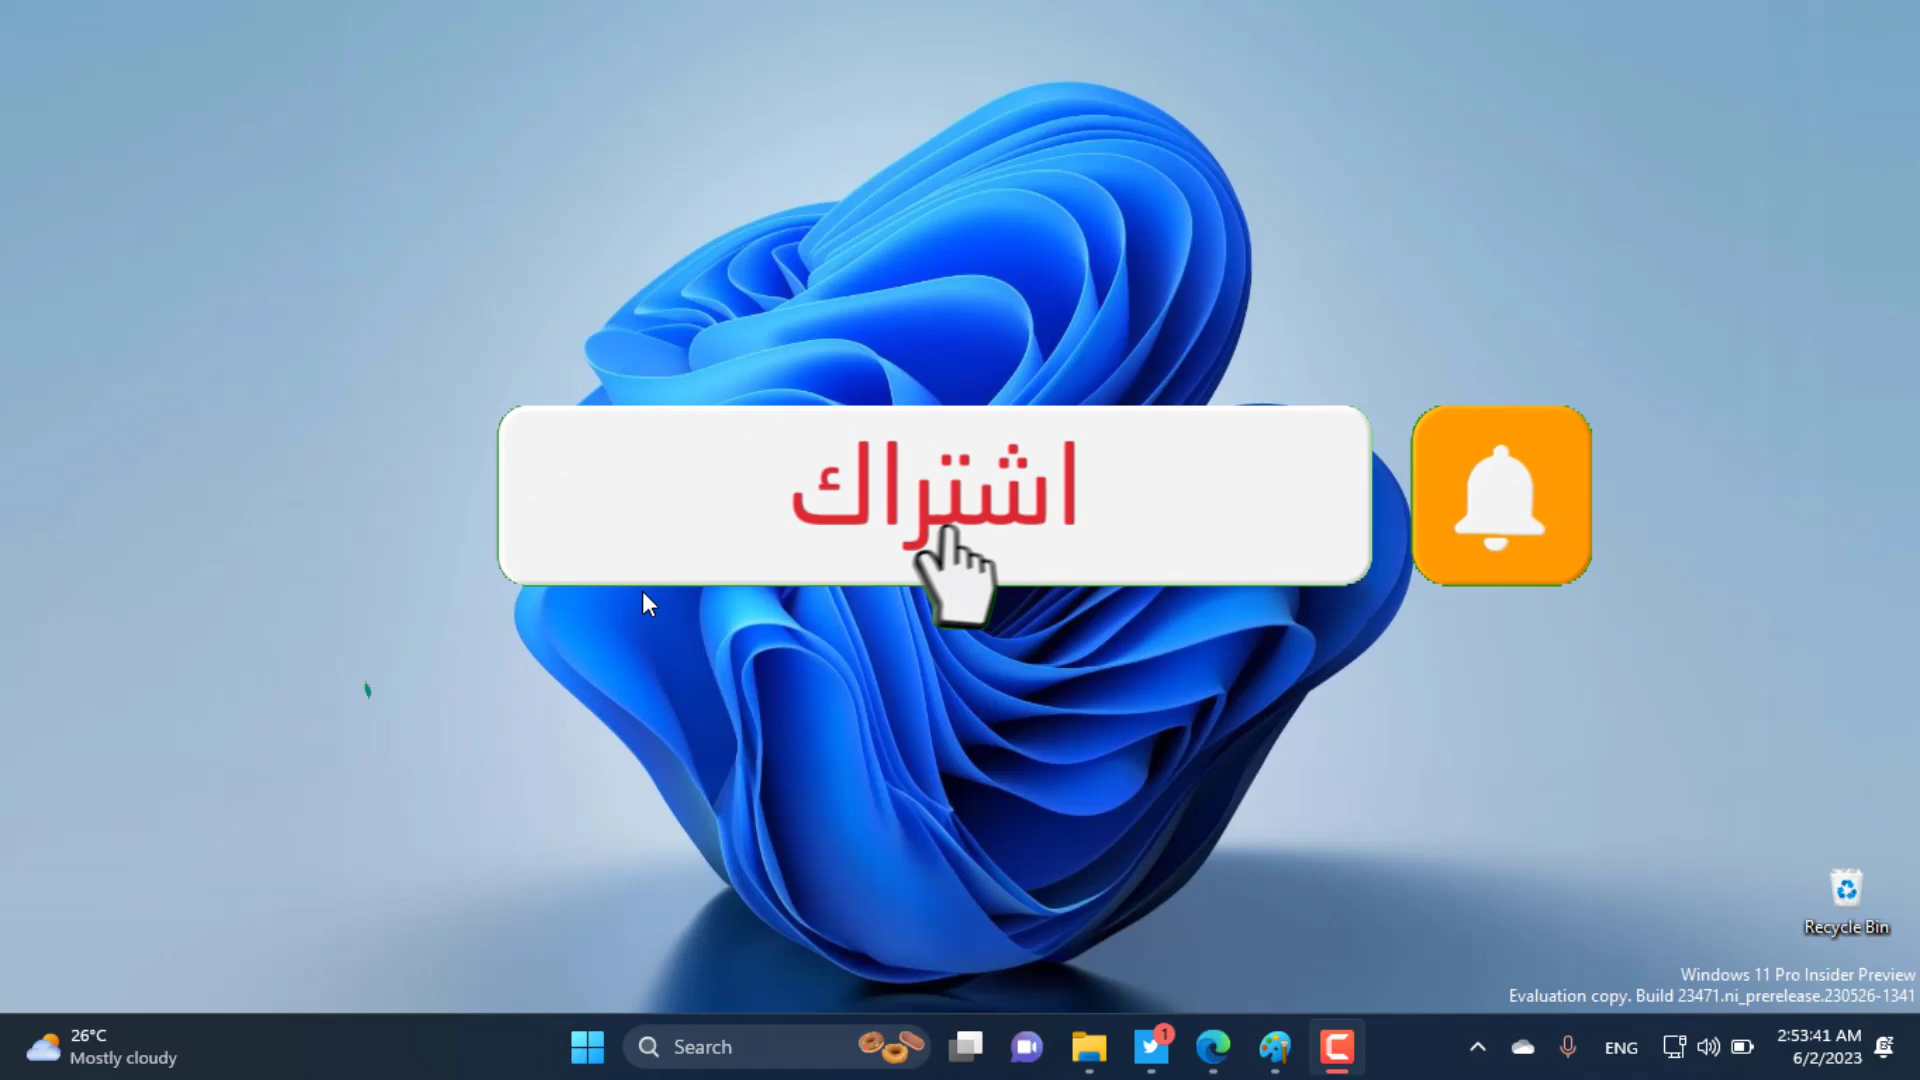 اشتراك
Recycle Bin
Windows 11 Pro Insider Preview
Evaluation copy. Build 23471.ni_prerelease.230526-1341
26°C
Mostly cloudy
Search
1
ENG
2:53:41 AM
6/2/2023